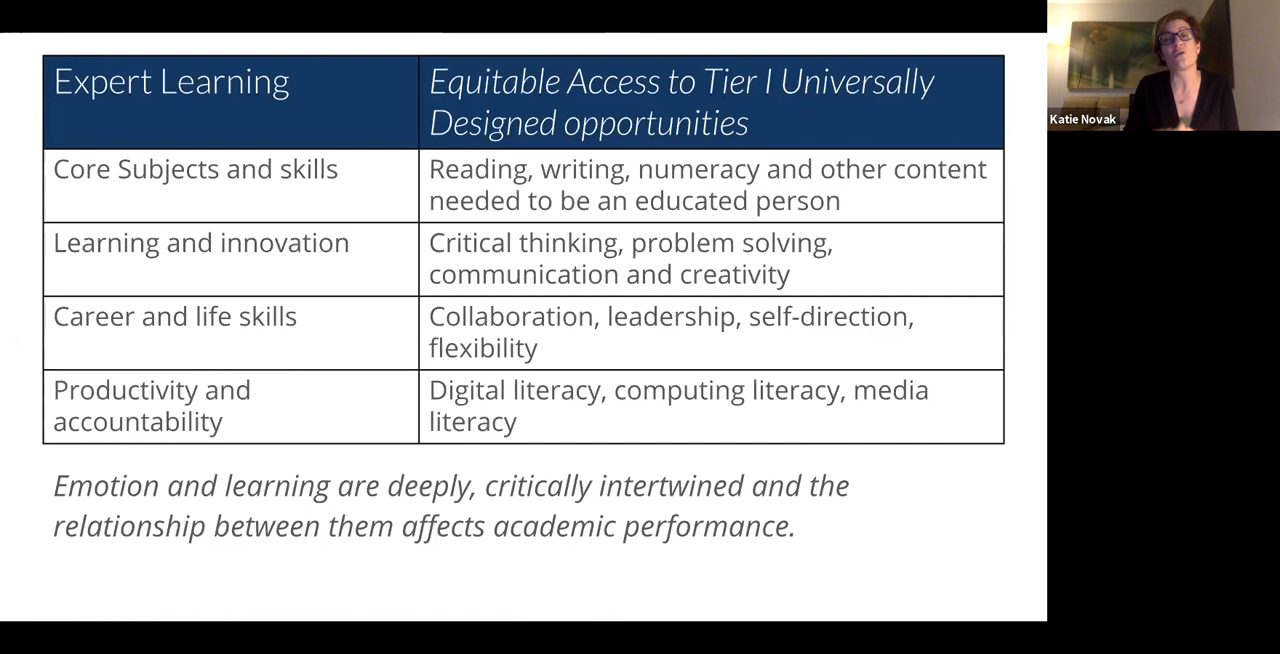 Expert Learning
Equitable Access to Tier I Universally
Designed opportunities
Core Subjects and skills
Reading, writing, numeracy and other content
needed to be an educated person
Learning and innovation
Critical thinking, problem solving,
communication and creativity
Career and life skills
Collaboration, leadership, self-direction,
flexibility
Productivity and
accountability
Digital literacy, computing literacy, media
literacy
Emotion and learning are deeply, critically intertwined and the
relationship between them affects academic performance.
Katie Novak